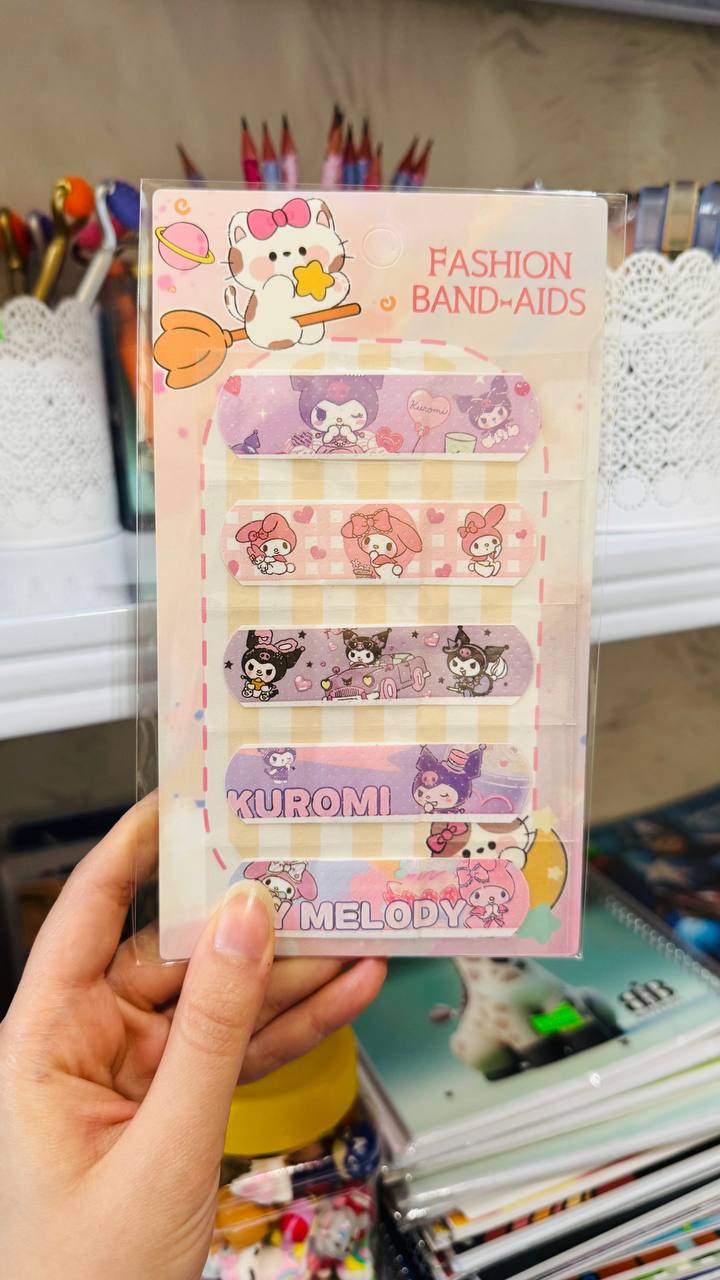 FASHION
BAND-AIDS
Kuromi
KUROMI
Y MELODY